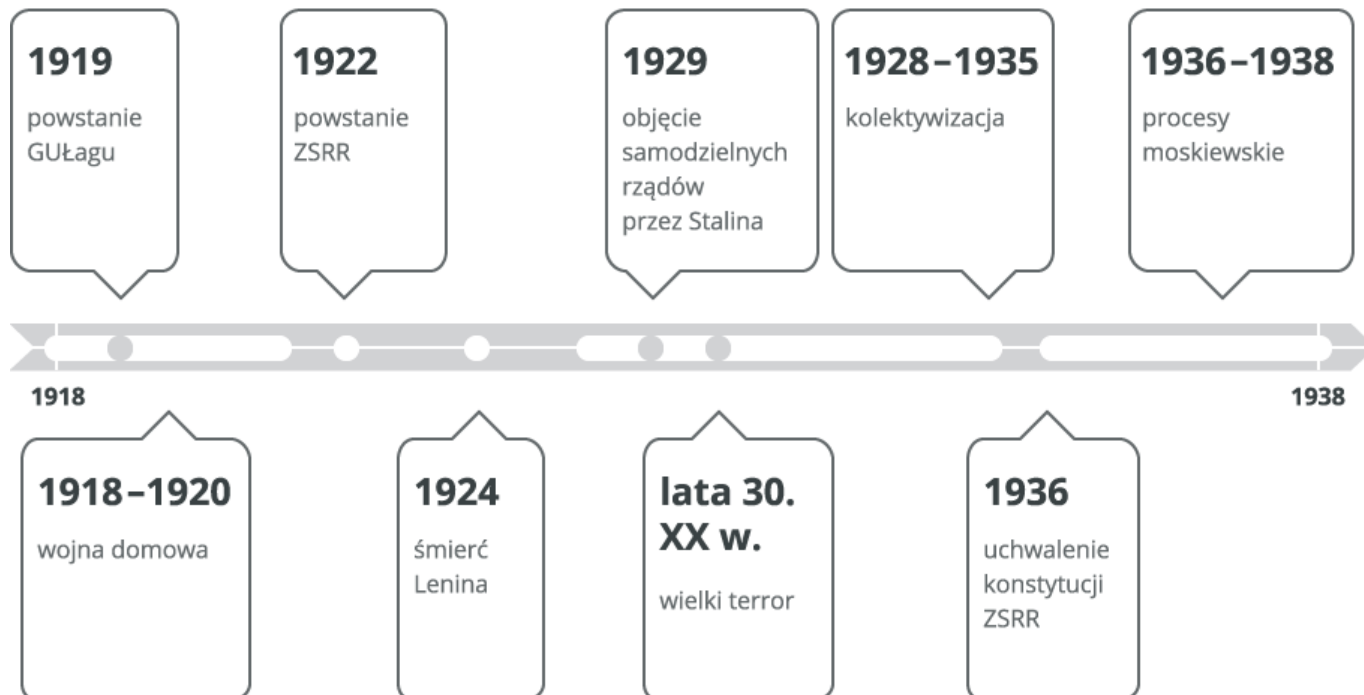 1919
powstanie
GUŁagu
1922
powstanie
ZSRR
1929
objęcie
samodzielnych
rządów
przez Stalina
1928–1935
kolektywizacja
1936–1938
procesy
moskiewskie
1918
1938
1918–1920
wojna domowa
1924
śmierć
Lenina
lata 30.
XX w.
wielki terror
1936
uchwalenie
konstytucji
ZSRR